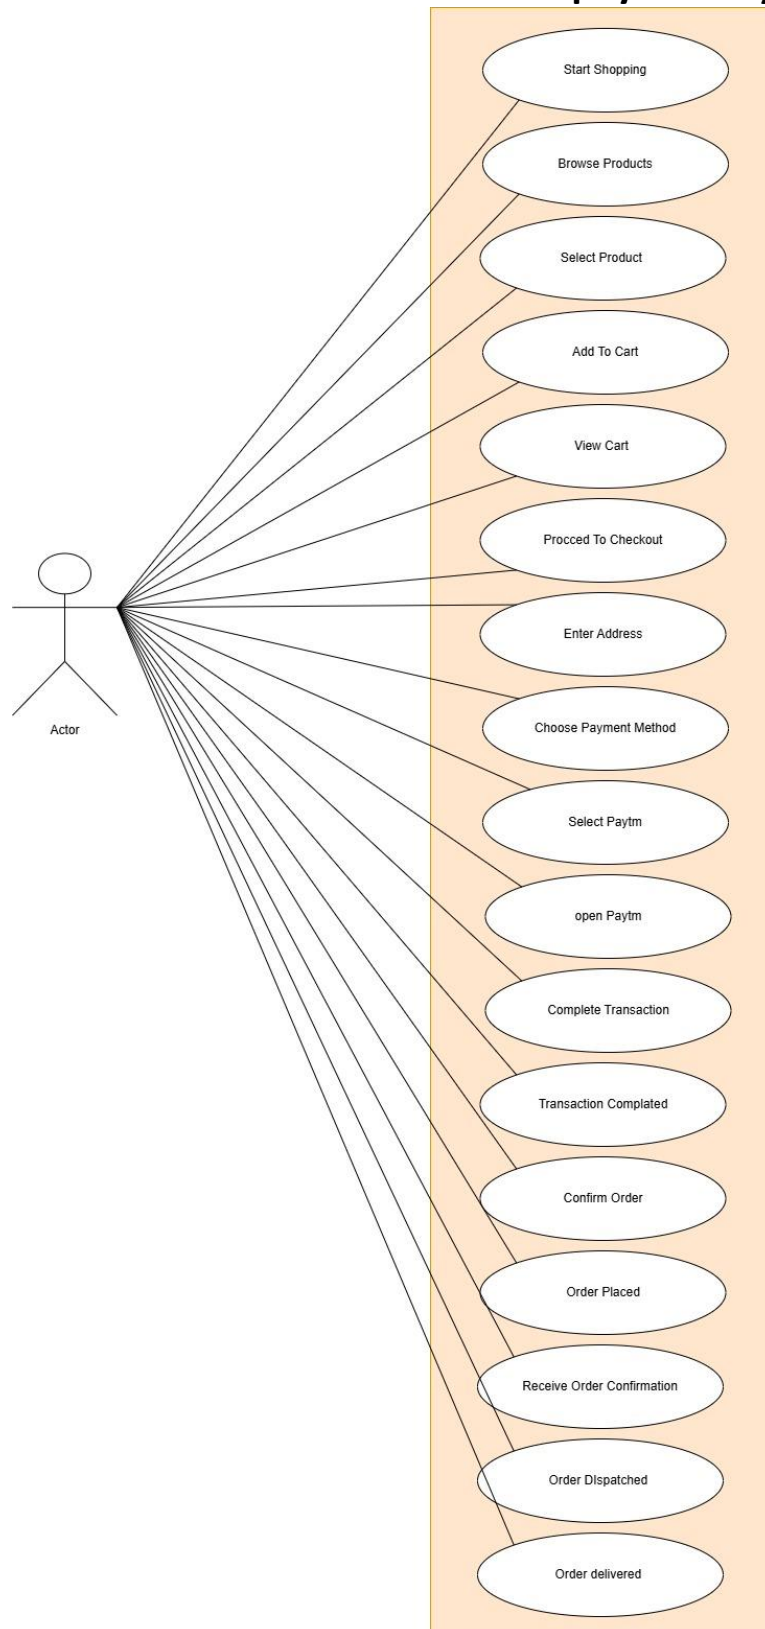 Start Shopping
Browse Products
Select Product
Add To Cart
View Cart
Procced To Checkout
Enter Address
Choose Payment Method
Actor
Select Paytm
open Paytm
Complete Transaction
Transaction Complated
Confirm Order
Order Placed
Receive Order Confirmation
Order DIspatched
Order delivered